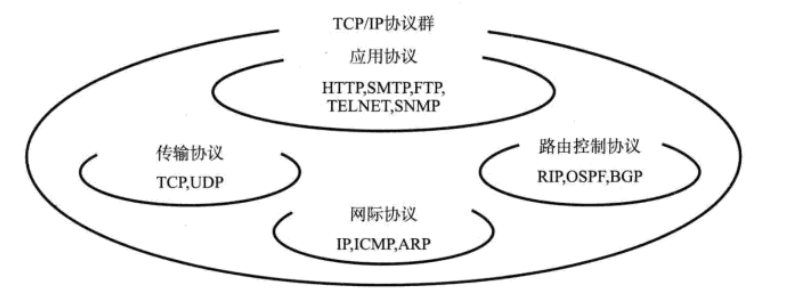 TCP/IP协议群
应用协议
HTTP,SMTP,FTP,
TELNET,SNMP
传输协议
TCP,UDP
路由控制协议
RIP,OSPF,BGP
网际协议
IP,ICMP,ARP